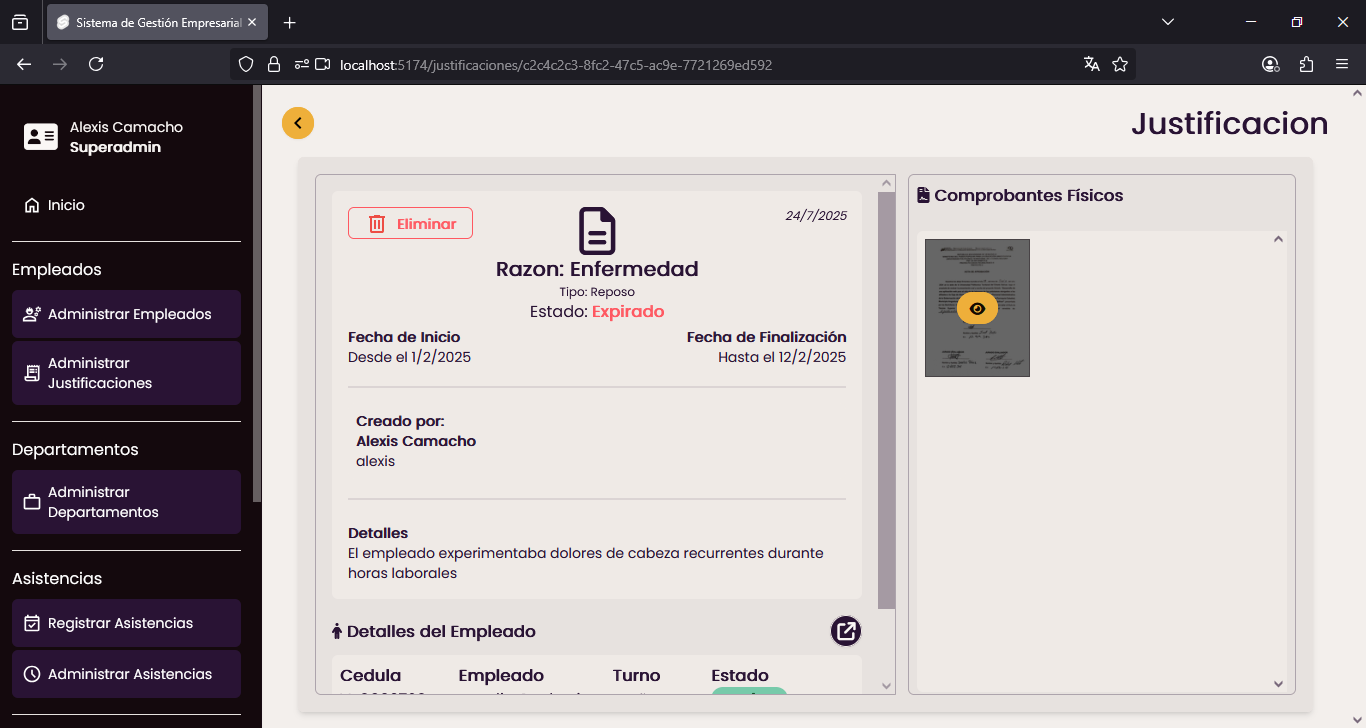 Sistema de Gestión Empresarial
localhost:5174/justificaciones/c2c4c2c3-8fc2-47c5-ac9e-7721269ed592
Alexis Camacho
Superadmin
Inicio
Empleados
Administrar Empleados
Administrar
Justificaciones
Departamentos
Administrar
Departamentos
Asistencias
Registrar Asistencias
Administrar Asistencias
Justificacion
Eliminar
24/7/2025
Razon: Enfermedad
Tipo: Reposo
Estado: Expirado
Fecha de Inicio
Desde el 1/2/2025
Fecha de Finalización
Hasta el 12/2/2025
Creado por:
Alexis Camacho
alexis
Detalles
El empleado experimentaba dolores de cabeza recurrentes durante
horas laborales
Detalles del Empleado
Cedula Empleado Turno Estado
Comprobantes Físicos